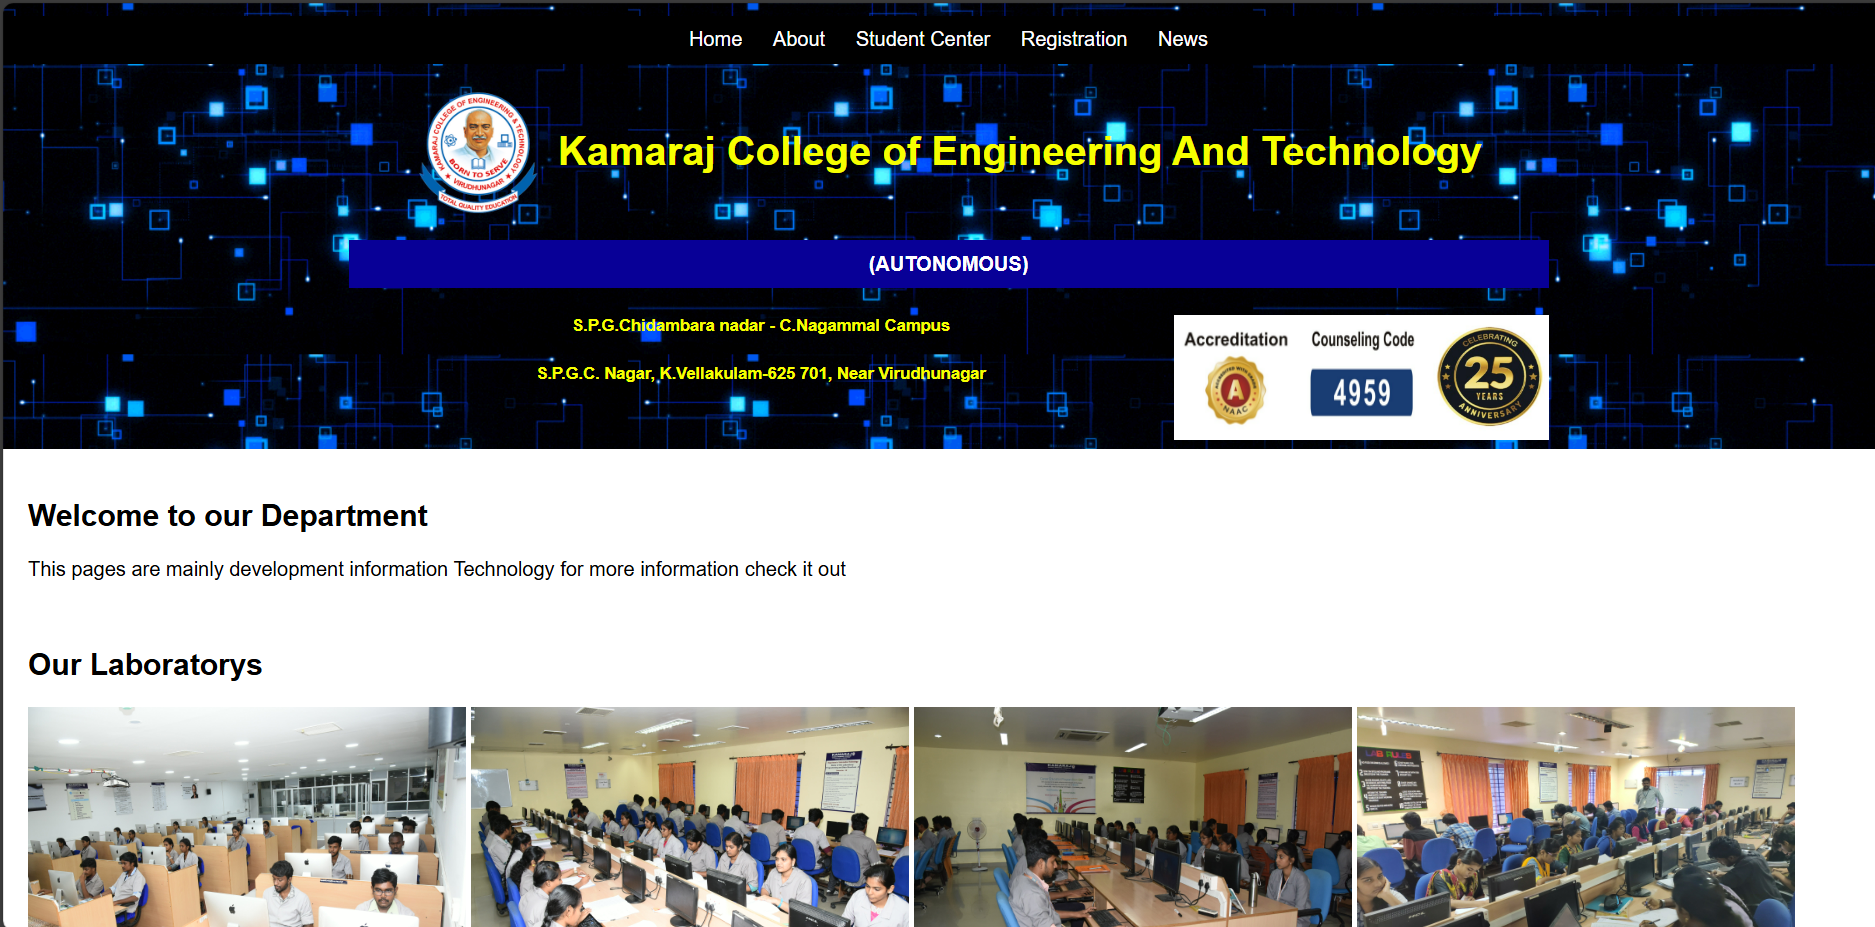 Home About Student Center Registration News
KAMARAJ COLLEGE OF ENGINEERING & TECHNOLOGY
BORN TO SERVE
★ VIRUDHUNAGAR ★
TOTAL QUALITY EDUCATION
Kamaraj College of Engineering And Technology
(AUTONOMOUS)
S.P.G.Chidambara nadar - C.Nagammal Campus
S.P.G.C. Nagar, K.Vellakulam-625 701, Near Virudhunagar
Accreditation
A
NAAC
Counseling Code
4959
CELEBRATING
25
YEARS
ANNIVERSARY
Welcome to our Department
This pages are mainly development information Technology for more information check it out
Our Laboratorys
KAMARAJ
LAB RULES